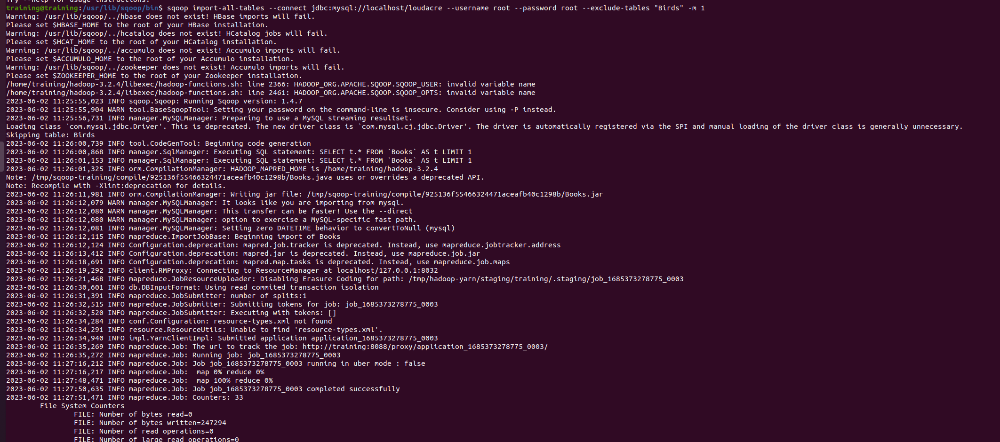 Try --help for usage instructions.
training@training:/usr/lib/sqoop/bin$ sqoop import-all-tables --connect jdbc:mysql://localhost/loudacre --username root --password root --exclude-tables "Birds" -m 1
Warning: /usr/lib/sqoop/../hbase does not exist! HBase imports will fail.
Please set $HBASE_HOME to the root of your HBase installation.
Warning: /usr/lib/sqoop/../hcatalog does not exist! HCatalog jobs will fail.
Please set $HCAT_HOME to the root of your HCatalog installation.
Warning: /usr/lib/sqoop/../accumulo does not exist! Accumulo imports will fail.
Please set $ACCUMULO_HOME to the root of your Accumulo installation.
Warning: /usr/lib/sqoop/../zookeeper does not exist! Accumulo imports will fail.
Please set $ZOOKEEPER_HOME to the root of your Zookeeper installation.
/home/training/hadoop-3.2.4/libexec/hadoop-functions.sh: line 2366: HADOOP_ORG.APACHE.SQOOP.SQOOP_USER: invalid variable name
/home/training/hadoop-3.2.4/libexec/hadoop-functions.sh: line 2461: HADOOP_ORG.APACHE.SQOOP.SQOOP_OPTS: invalid variable name
2023-06-02 11:25:55,023 INFO sqoop.Sqoop: Running Sqoop version: 1.4.7
2023-06-02 11:25:55,904 WARN tool.BaseSqoopTool: Setting your password on the command-line is insecure. Consider using -P instead.
2023-06-02 11:25:56,731 INFO manager.MySQLManager: Preparing to use a MySQL streaming resultset.
Loading class `com.mysql.jdbc.Driver'. This is deprecated. The new driver class is `com.mysql.cj.jdbc.Driver'. The driver is automatically registered via the SPI and manual loading of the driver class is generally unnecessary.
Skipping table: Birds
2023-06-02 11:26:00,739 INFO tool.CodeGenTool: Beginning code generation
2023-06-02 11:26:00,868 INFO manager.SqlManager: Executing SQL statement: SELECT t.* FROM `Books` AS t LIMIT 1
2023-06-02 11:26:01,153 INFO manager.SqlManager: Executing SQL statement: SELECT t.* FROM `Books` AS t LIMIT 1
2023-06-02 11:26:01,325 INFO orm.CompilationManager: HADOOP_MAPRED_HOME is /home/training/hadoop-3.2.4
Note: /tmp/sqoop-training/compile/925136f55466324471aceafb40c1298b/Books.java uses or overrides a deprecated API.
Note: Recompile with -Xlint:deprecation for details.
2023-06-02 11:26:11,981 INFO orm.CompilationManager: Writing jar file: /tmp/sqoop-training/compile/925136f55466324471aceafb40c1298b/Books.jar
2023-06-02 11:26:12,079 WARN manager.MySQLManager: It looks like you are importing from mysql.
2023-06-02 11:26:12,080 WARN manager.MySQLManager: This transfer can be faster! Use the --direct
2023-06-02 11:26:12,080 WARN manager.MySQLManager: option to exercise a MySQL-specific fast path.
2023-06-02 11:26:12,081 INFO manager.MySQLManager: Setting zero DATETIME behavior to convertToNull (mysql)
2023-06-02 11:26:12,115 INFO mapreduce.ImportJobBase: Beginning import of Books
2023-06-02 11:26:12,124 INFO Configuration.deprecation: mapred.job.tracker is deprecated. Instead, use mapreduce.jobtracker.address
2023-06-02 11:26:13,412 INFO Configuration.deprecation: mapred.jar is deprecated. Instead, use mapreduce.job.jar
2023-06-02 11:26:18,691 INFO Configuration.deprecation: mapred.map.tasks is deprecated. Instead, use mapreduce.job.maps
2023-06-02 11:26:19,292 INFO client.RMProxy: Connecting to ResourceManager at localhost/127.0.0.1:8032
2023-06-02 11:26:21,468 INFO mapreduce.JobResourceUploader: Disabling Erasure Coding for path: /tmp/hadoop-yarn/staging/training/.staging/job_1685373278775_0003
2023-06-02 11:26:30,601 INFO db.DBInputFormat: Using read commited transaction isolation
2023-06-02 11:26:31,391 INFO mapreduce.JobSubmitter: number of splits:1
2023-06-02 11:26:32,515 INFO mapreduce.JobSubmitter: Submitting tokens for job: job_1685373278775_0003
2023-06-02 11:26:32,520 INFO mapreduce.JobSubmitter: Executing with tokens: []
2023-06-02 11:26:34,284 INFO conf.Configuration: resource-types.xml not found
2023-06-02 11:26:34,291 INFO resource.ResourceUtils: Unable to find 'resource-types.xml'.
2023-06-02 11:26:34,940 INFO impl.YarnClientImpl: Submitted application application_1685373278775_0003
2023-06-02 11:26:35,269 INFO mapreduce.Job: The url to track the job: http://training:8088/proxy/application_1685373278775_0003/
2023-06-02 11:26:35,272 INFO mapreduce.Job: Running job: job_1685373278775_0003
2023-06-02 11:27:16,212 INFO mapreduce.Job: Job job_1685373278775_0003 running in uber mode : false
2023-06-02 11:27:16,217 INFO mapreduce.Job:  map 0% reduce 0%
2023-06-02 11:27:48,471 INFO mapreduce.Job:  map 100% reduce 0%
2023-06-02 11:27:50,635 INFO mapreduce.Job: Job job_1685373278775_0003 completed successfully
2023-06-02 11:27:51,471 INFO mapreduce.Job: Counters: 33
File System Counters
FILE: Number of bytes read=0
FILE: Number of bytes written=247294
FILE: Number of read operations=0
FILE: Number of large read operations=0